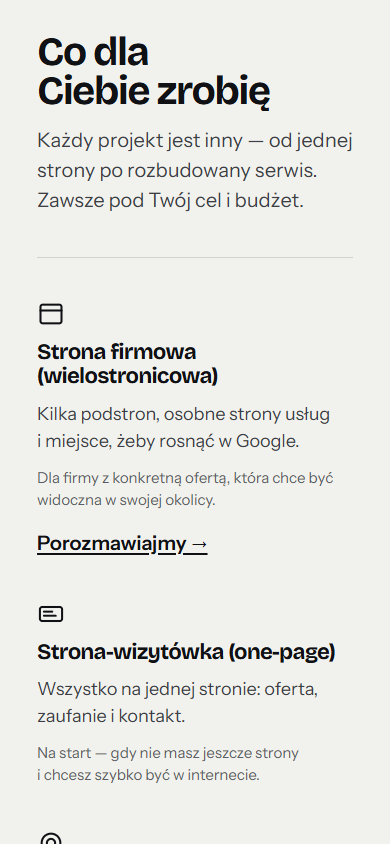 Co dla
Ciebie zrobię
Każdy projekt jest inny — od jednej
strony po rozbudowany serwis.
Zawsze pod Twój cel i budżet.
Strona firmowa
(wielostronicowa)
Kilka podstron, osobne strony usług
i miejsce, żeby rosnąć w Google.
Dla firmy z konkretną ofertą, która chce być
widoczna w swojej okolicy.
Porozmawiajmy →
Strona-wizytówka (one-page)
Wszystko na jednej stronie: oferta,
zaufanie i kontakt.
Na start — gdy nie masz jeszcze strony
i chcesz szybko być w internecie.